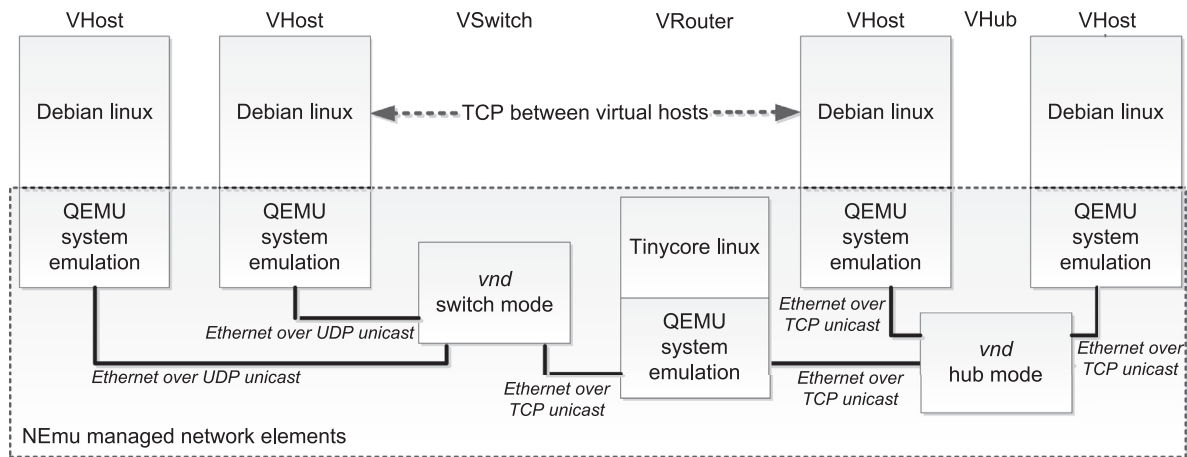 VHost
VHost
VSwitch
VRouter
VHost
VHub
VHost
Debian linux
Debian linux
TCP between virtual hosts
Debian linux
Debian linux
QEMU
system
emulation
QEMU
system
emulation
QEMU
system
emulation
QEMU
system
emulation
Tinycore linux
vnd
switch mode
QEMU
system
emulation
vnd
hub mode
Ethernet over UDP unicast
Ethernet over UDP unicast
Ethernet over
TCP unicast
Ethernet over
TCP unicast
Ethernet over
TCP unicast
Ethernet over
TCP unicast
NEmu managed network elements